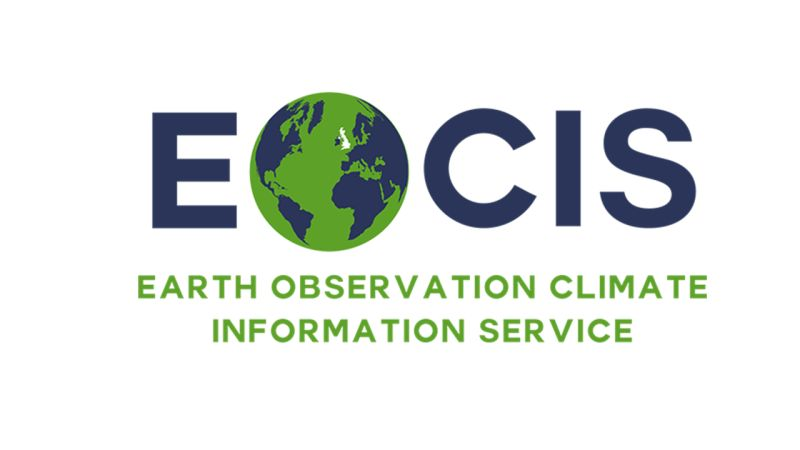 EOCIS
EARTH OBSERVATION CLIMATE
INFORMATION SERVICE